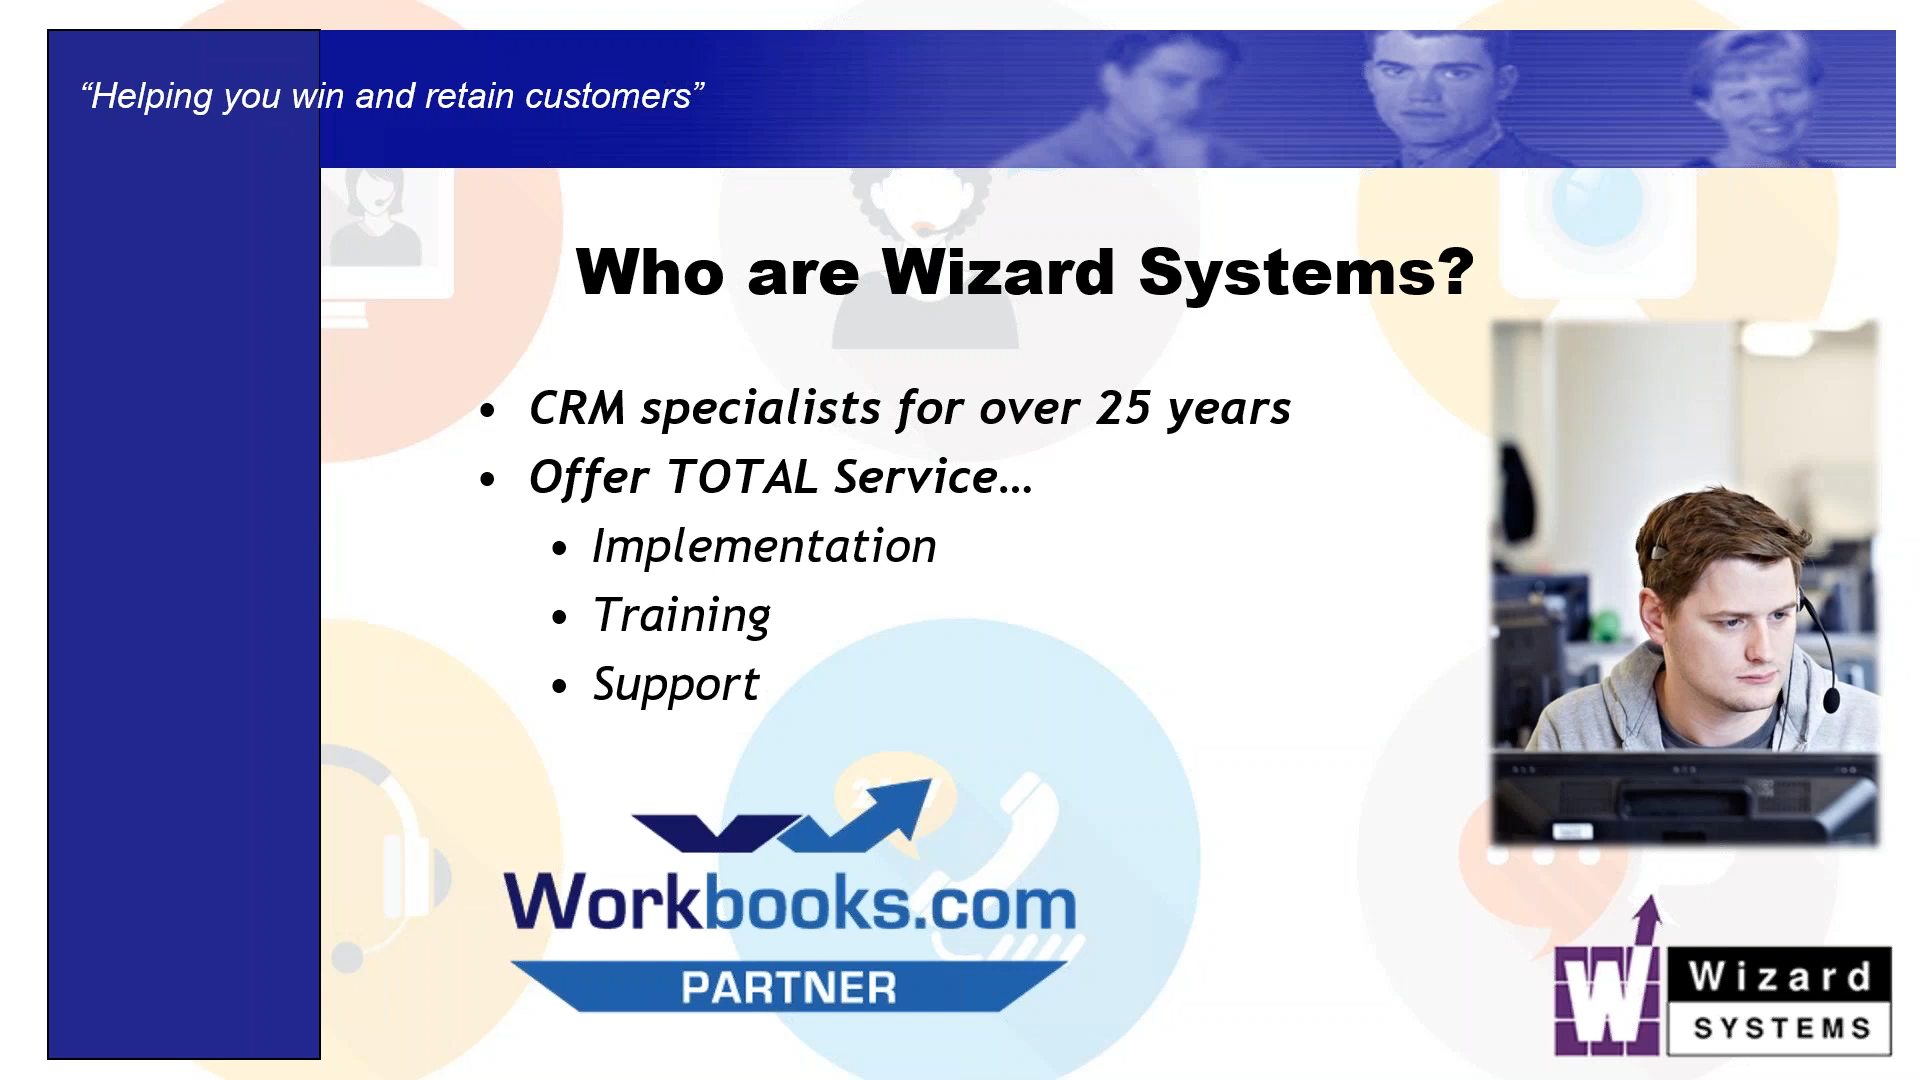 “Helping you win and retain customers”
Who are Wizard Systems?
• CRM specialists for over 25 years
• Offer TOTAL Service…
• Implementation
• Training
• Support
Workbooks.com
PARTNER
W Wizard
SYSTEMS